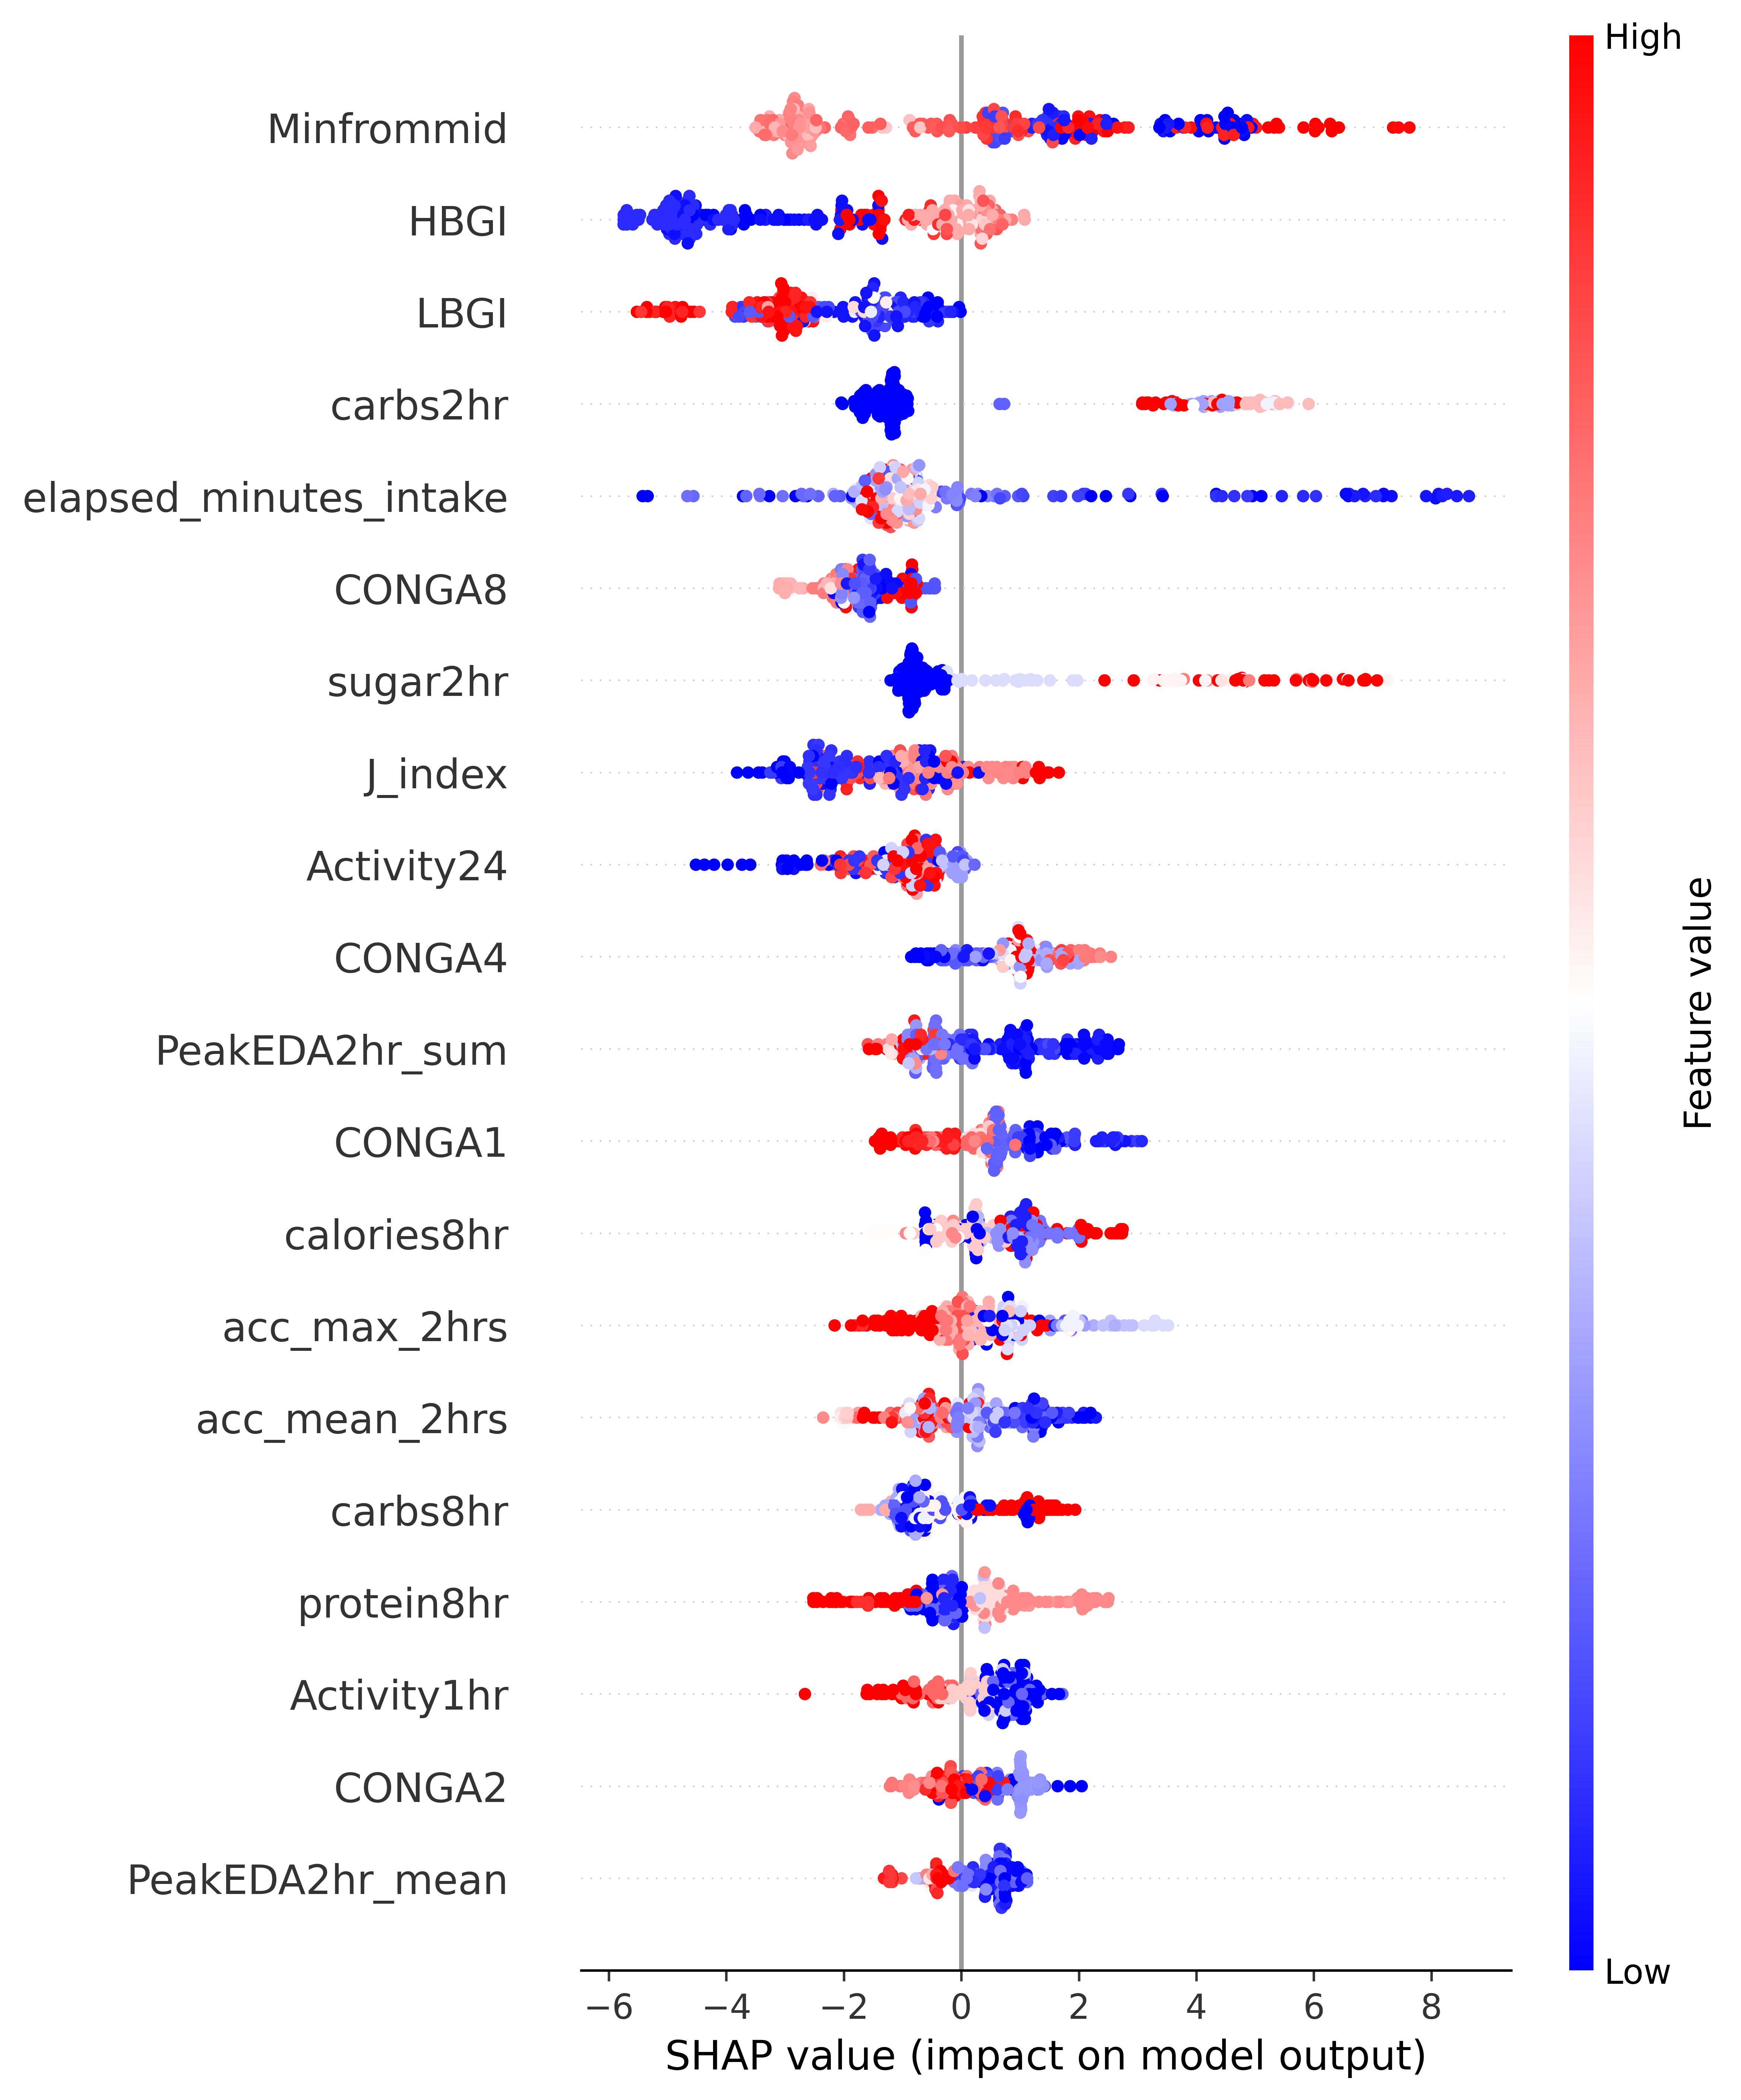 High
Minfrommid
HBGI
LBGI
carbs2hr
elapsed_minutes_intake
CONGA8
sugar2hr
J_index
Activity24
CONGA4
PeakEDA2hr_sum
CONGA1
calories8hr
acc_max_2hrs
acc_mean_2hrs
carbs8hr
protein8hr
Activity1hr
CONGA2
PeakEDA2hr_mean
Feature value
Low
−6 −4 −2 0 2 4 6 8
SHAP value (impact on model output)